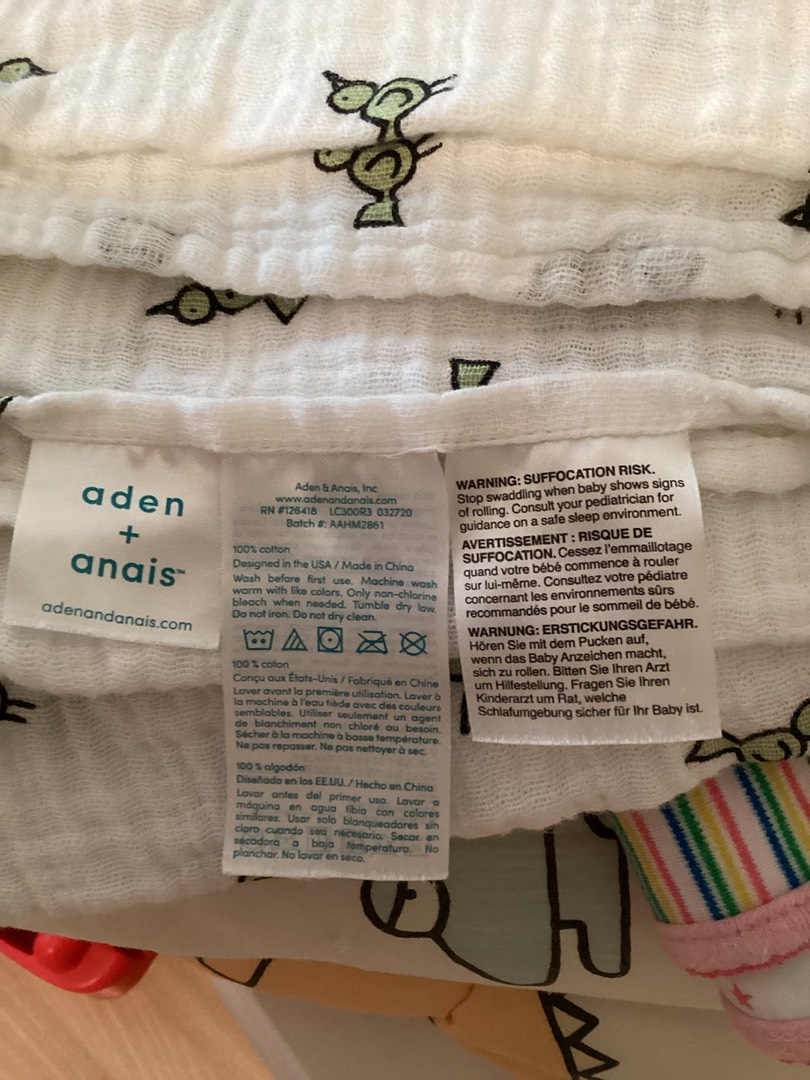 aden
+
anais™
adenandanais.com
Aden & Anais, Inc
www.adenandanais.com
RN #126418 LC300R3 032720
Batch #: AAHM2861
100% cotton
Designed in the USA / Made in China
Wash before first use. Machine wash
warm with like colors. Only non-chlorine
bleach when needed. Tumble dry low.
Do not iron. Do not dry clean.
100 % coton
Conçu aux États-Unis / Fabriqué en Chine
Laver avant la première utilisation. Laver à
la machine à l'eau tiède avec des couleurs
semblables. Utiliser seulement un agent
de blanchiment non chloré au besoin.
Sécher à la machine à basse température.
Ne pas repasser. Ne pas nettoyer à sec.
100 % algodón
Diseñado en los EE.UU. / Hecho en China
Lavar antes del primer uso. Lavar a
máquina en agua tibia con colores
similares. Usar solo blanqueadores sin
cloro cuando sea necesario. Secar en
secadora a baja temperatura. No
planchar. No lavar en seco.
WARNING: SUFFOCATION RISK.
Stop swaddling when baby shows signs
of rolling. Consult your pediatrician for
guidance on a safe sleep environment.
AVERTISSEMENT : RISQUE DE
SUFFOCATION. Cessez l'emmaillotage
quand votre bébé commence à rouler
sur lui-même. Consultez votre pédiatre
concernant les environnements sûrs
recommandés pour le sommeil de bébé.
WARNUNG: ERSTICKUNGSGEFAHR.
Hören Sie mit dem Pucken auf,
wenn das Baby Anzeichen macht,
sich zu rollen. Bitten Sie Ihren Arzt
um Hilfestellung. Fragen Sie Ihren
Kinderarzt um Rat, welche
Schlafumgebung sicher für Ihr Baby ist.